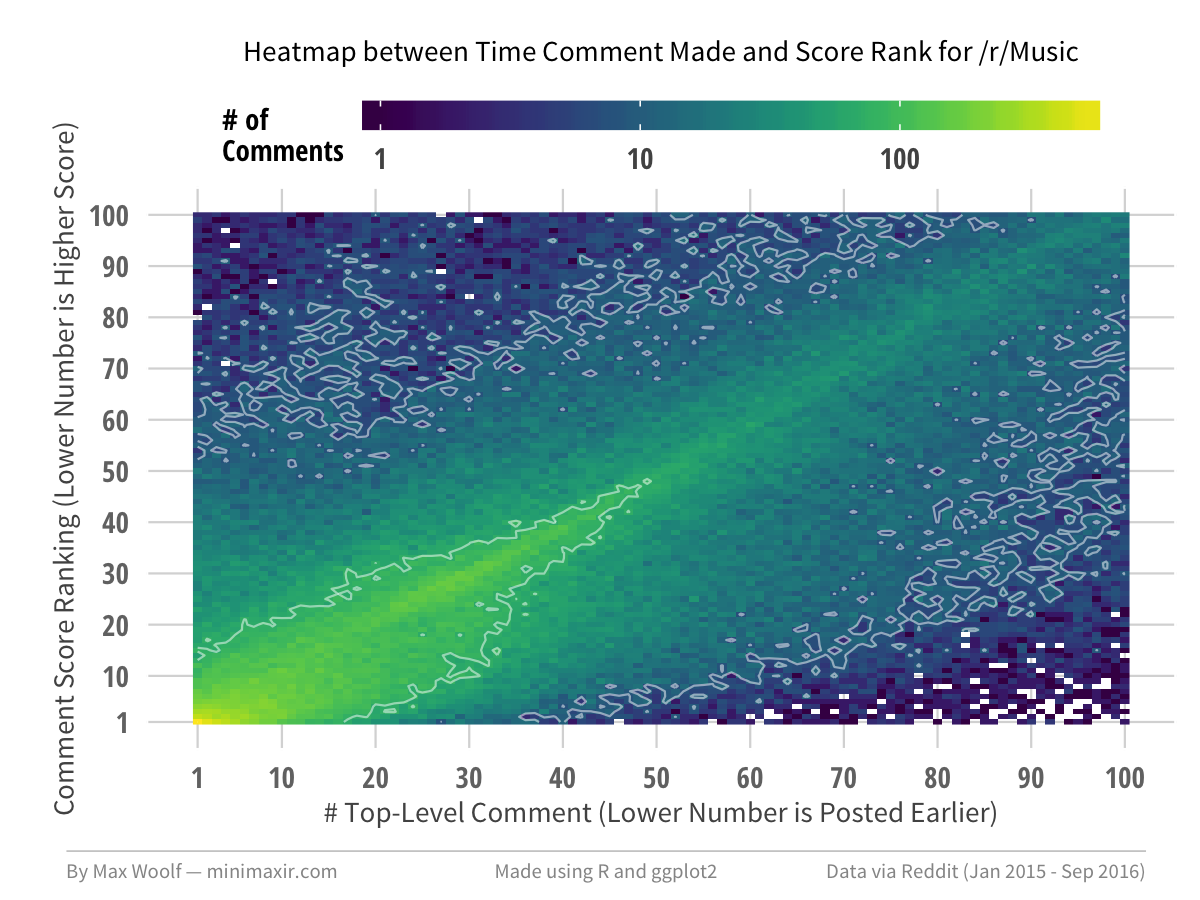 Heatmap between Time Comment Made and Score Rank for /r/Music
# of
Comments
1 10 100
Comment Score Ranking (Lower Number is Higher Score)
100
90
80
70
60
50
40
30
20
10
1
1 10 20 30 40 50 60 70 80 90 100
# Top-Level Comment (Lower Number is Posted Earlier)
By Max Woolf — minimaxir.com
Made using R and ggplot2
Data via Reddit (Jan 2015 - Sep 2016)